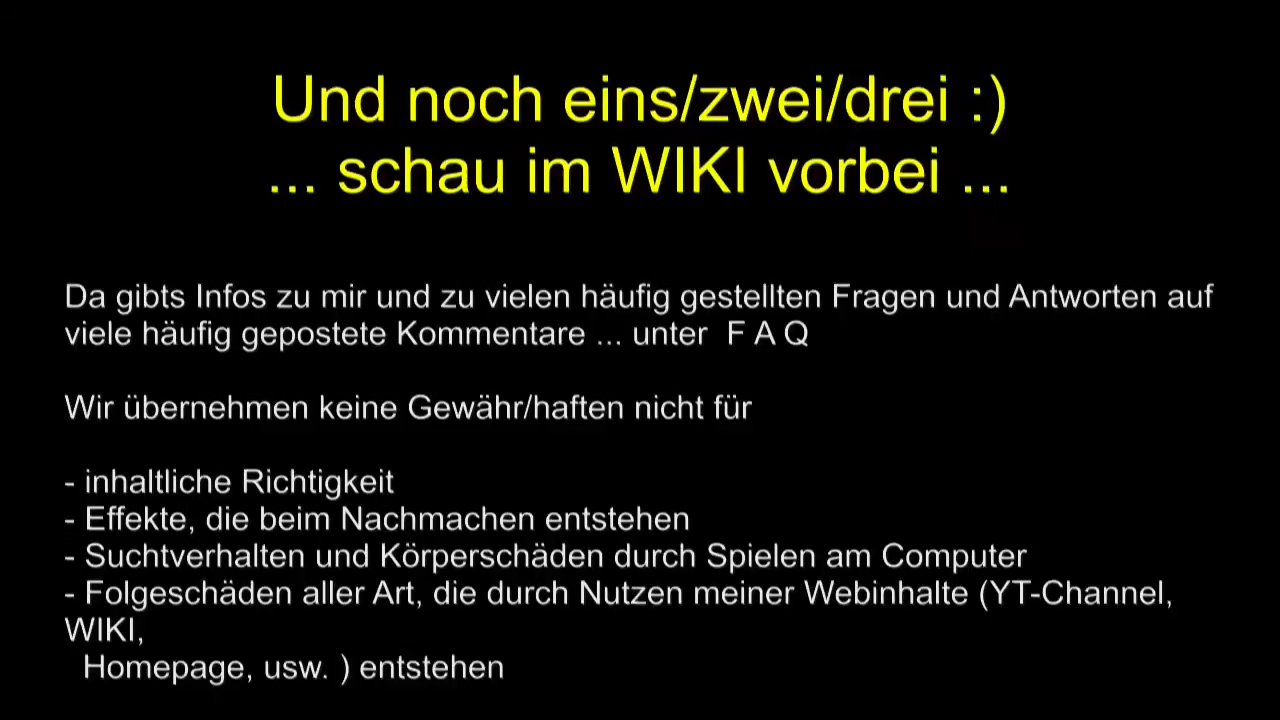 Und noch eins/zwei/drei :)
... schau im WIKI vorbei ...
Da gibts Infos zu mir und zu vielen häufig gestellten Fragen und Antworten auf
viele häufig gepostete Kommentare ... unter  F A Q
Wir übernehmen keine Gewähr/haften nicht für
- inhaltliche Richtigkeit
- Effekte, die beim Nachmachen entstehen
- Suchtverhalten und Körperschäden durch Spielen am Computer
- Folgeschäden aller Art, die durch Nutzen meiner Webinhalte (YT-Channel,
WIKI,
Homepage, usw. ) entstehen